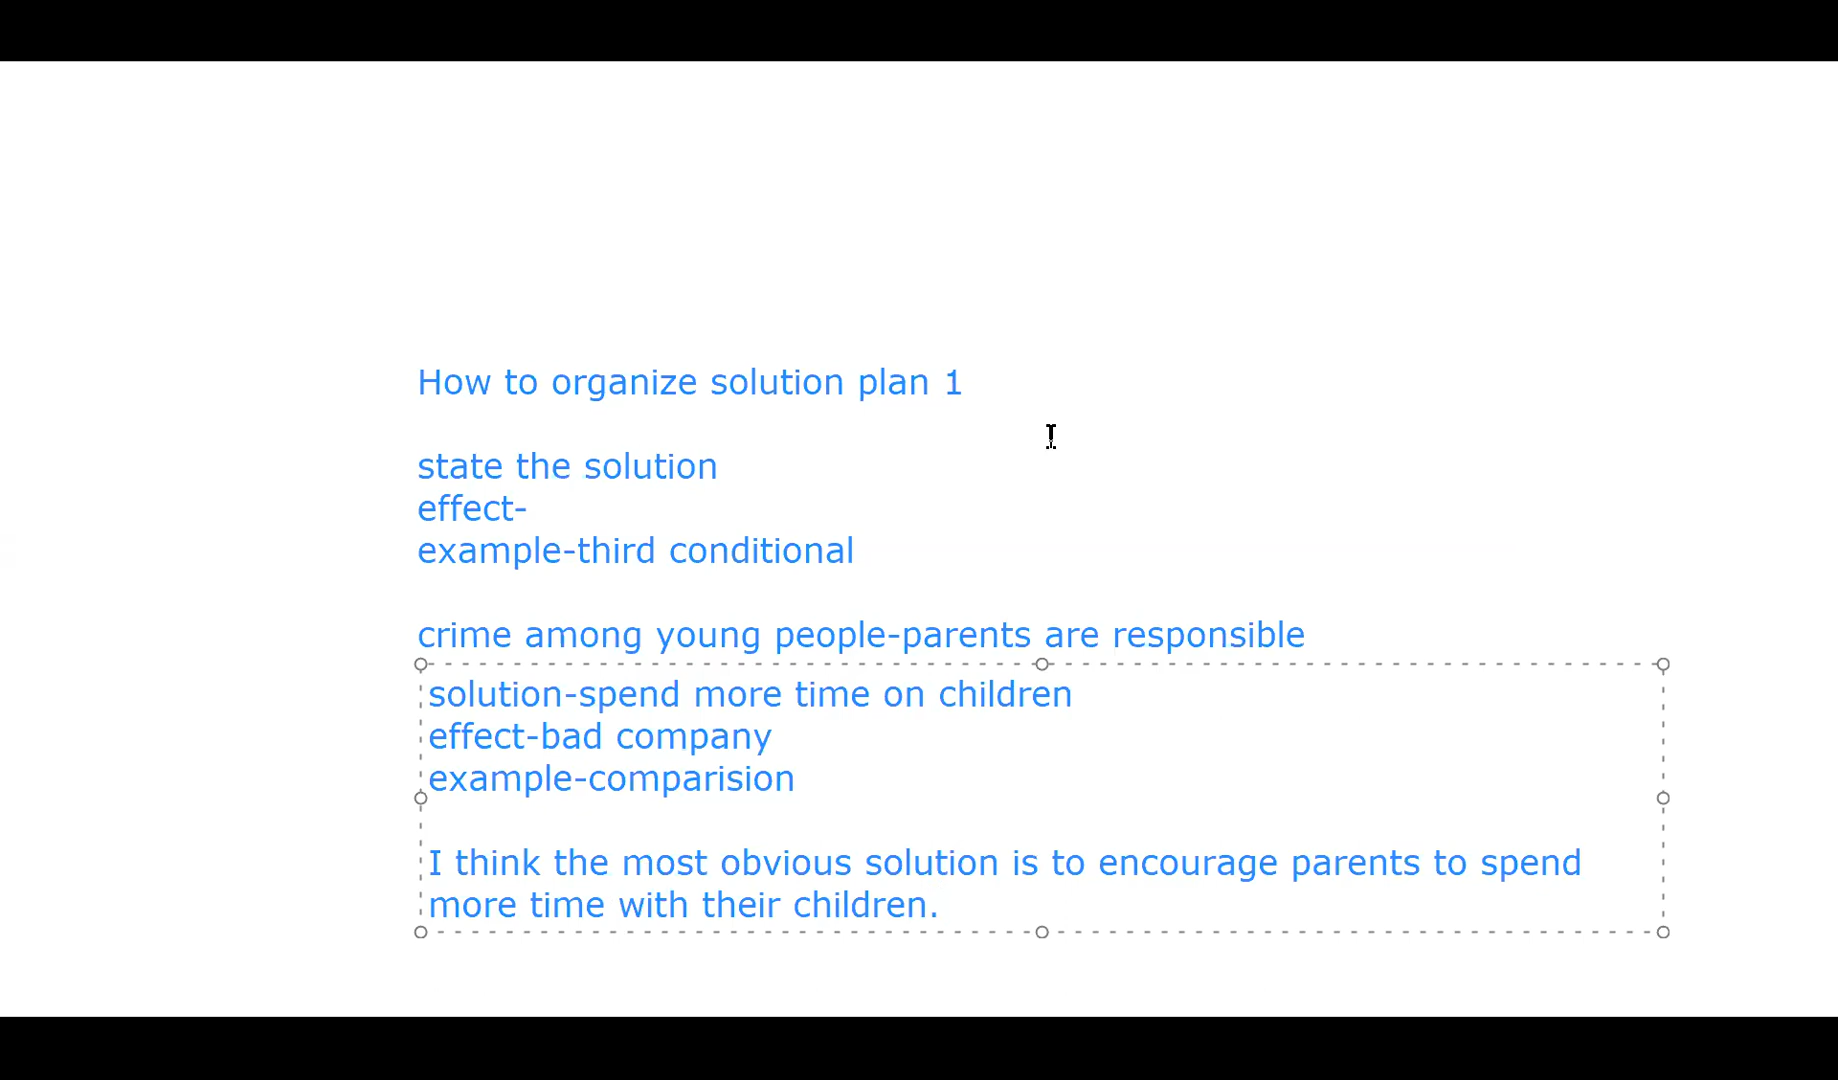 How to organize solution plan 1
state the solution
effect-
example-third conditional
crime among young people-parents are responsible
solution-spend more time on children
effect-bad company
example-comparision
I think the most obvious solution is to encourage parents to spend
more time with their children.